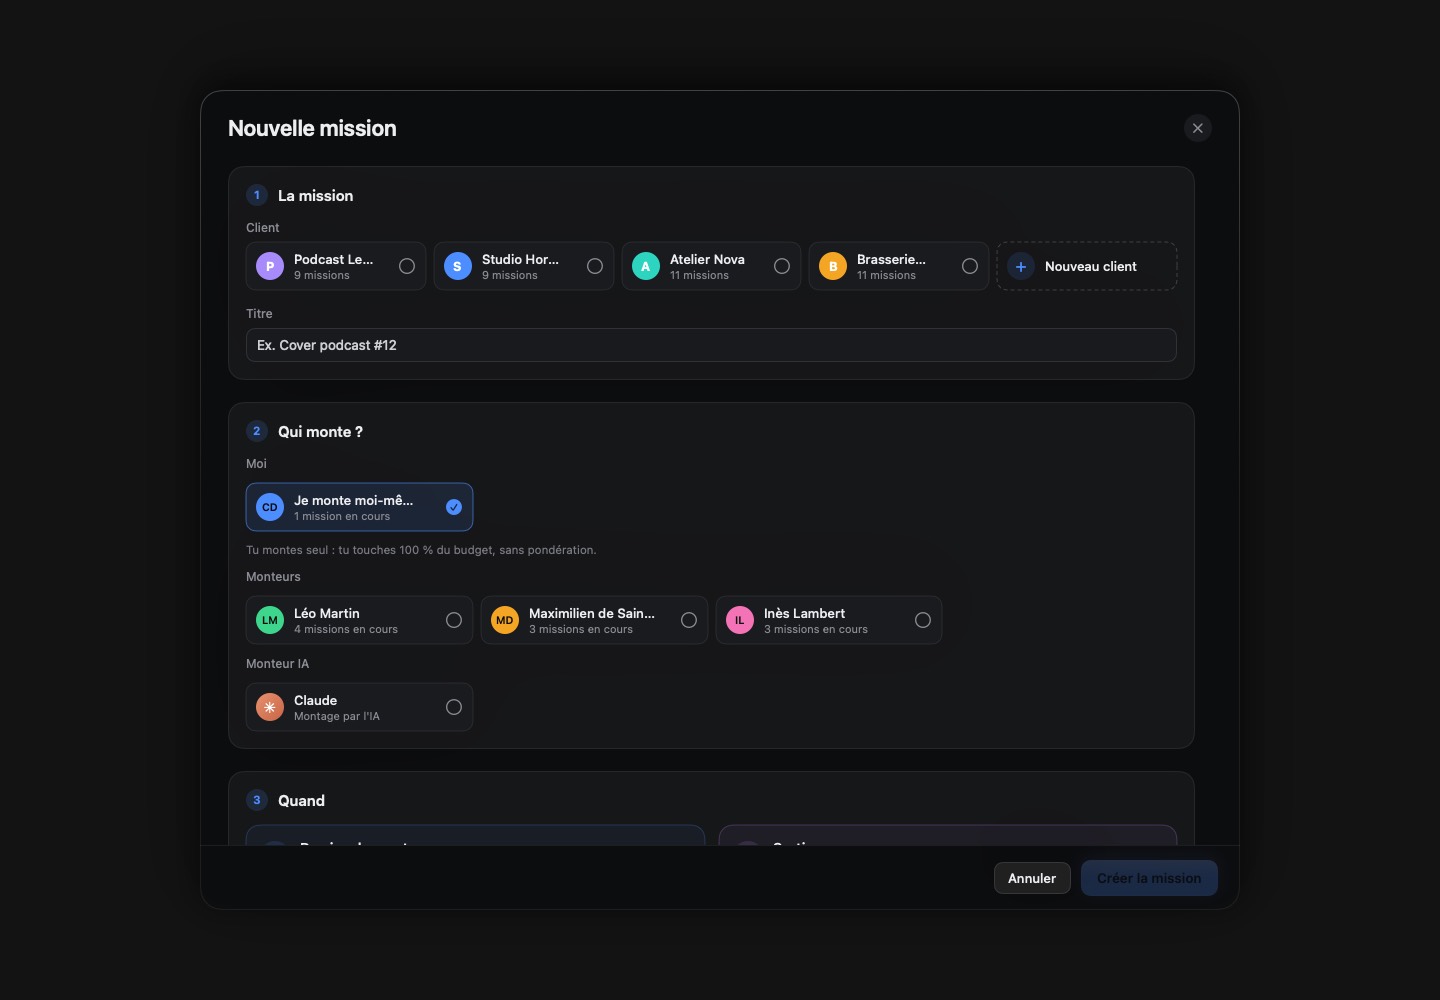 Nouvelle mission
1 La mission
Client
P Podcast Le...
9 missions
S Studio Hor...
9 missions
A Atelier Nova
11 missions
B Brasserie...
11 missions
+ Nouveau client
Titre
Ex. Cover podcast #12
2 Qui monte ?
Moi
CD Je monte moi-mê...
1 mission en cours
Tu montes seul : tu touches 100 % du budget, sans pondération.
Monteurs
LM Léo Martin
4 missions en cours
MD Maximilien de Sain...
3 missions en cours
IL Inès Lambert
3 missions en cours
Monteur IA
Claude
Montage par l'IA
3 Quand
Annuler
Créer la mission